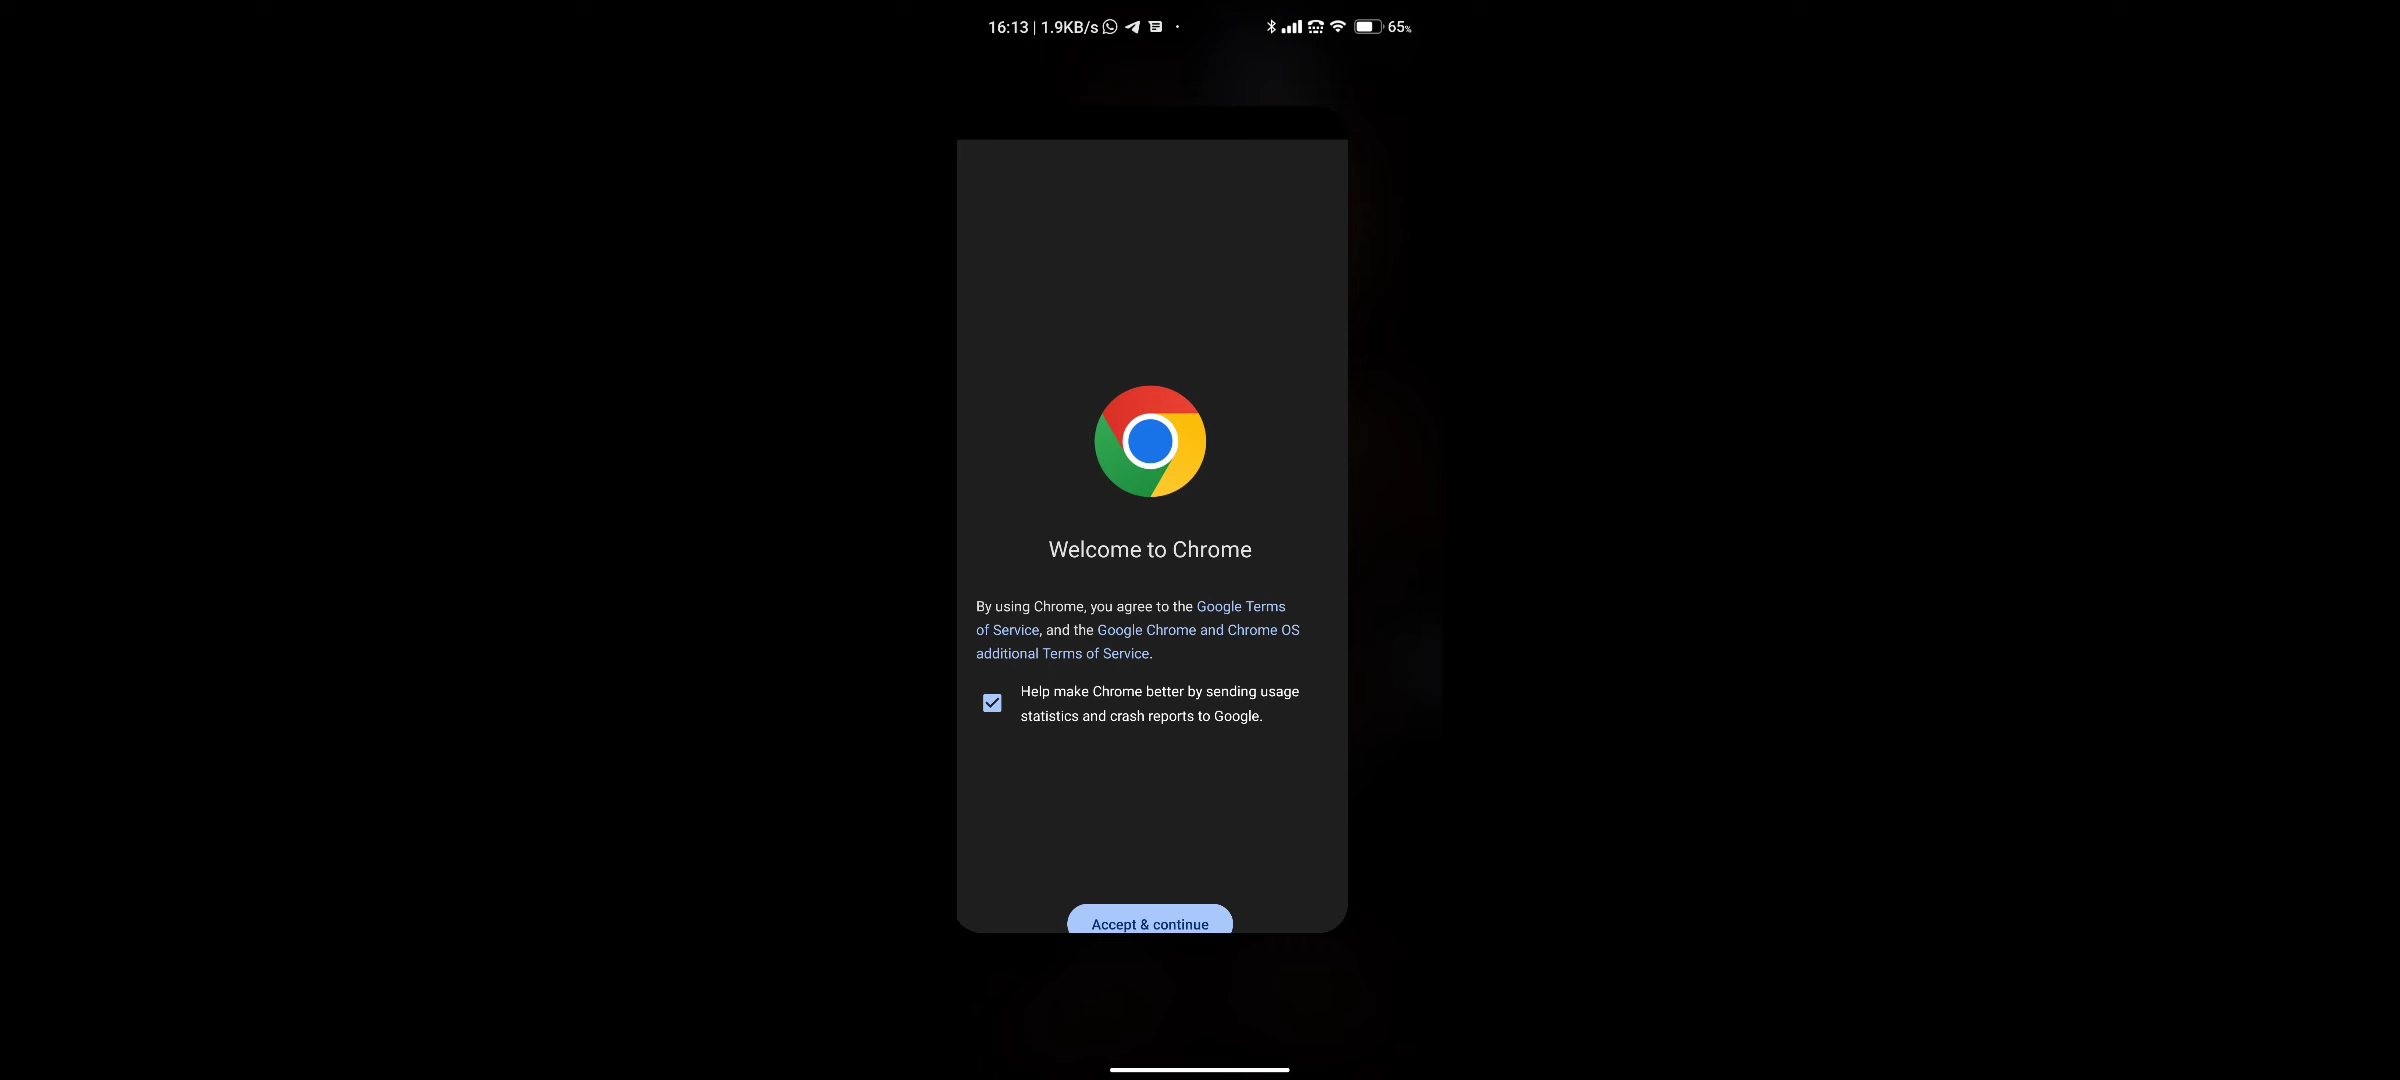 16:13 | 1.9KB/s 65%
Welcome to Chrome
By using Chrome, you agree to the Google Terms
of Service, and the Google Chrome and Chrome OS
additional Terms of Service.
Help make Chrome better by sending usage
statistics and crash reports to Google.
Accept & continue